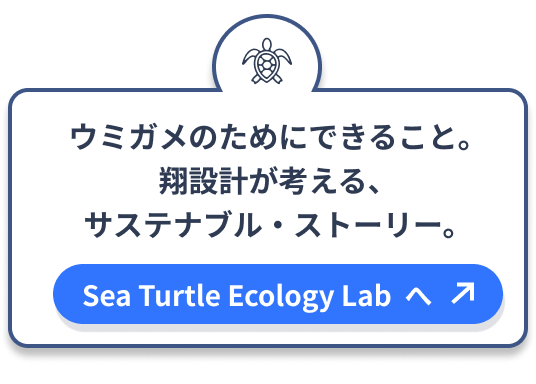 ウミガメのためにできること。
翔設計が考える、
サステナブル・ストーリー。
Sea Turtle Ecology Lab へ